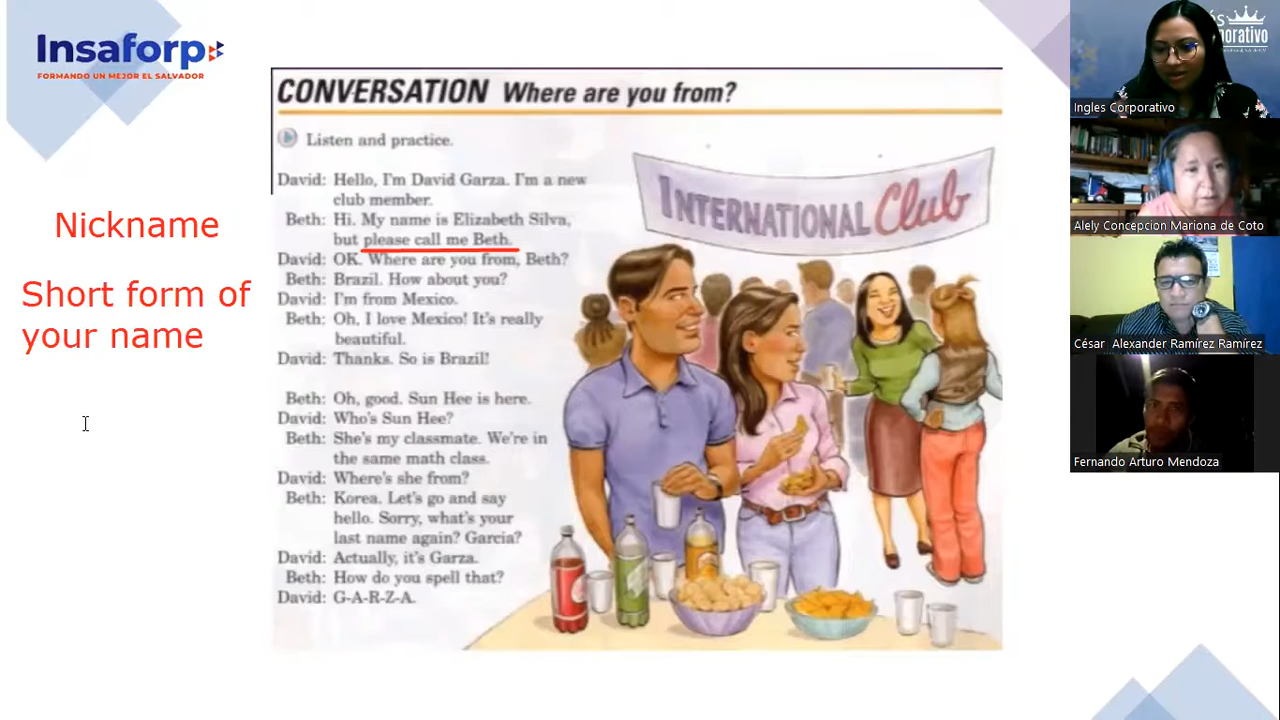 Insaforp
FORMANDO UN MEJOR EL SALVADOR
Nickname
Short form of
your name
CONVERSATION Where are you from?
Listen and practice.
David: Hello, I'm David Garza. I'm a new
club member.
Beth: Hi. My name is Elizabeth Silva,
but please call me Beth.
David: OK. Where are you from, Beth?
Beth: Brazil. How about you?
David: I'm from Mexico.
Beth: Oh, I love Mexico! It's really
beautiful.
David: Thanks. So is Brazil!
Beth: Oh, good. Sun Hee is here.
David: Who's Sun Hee?
Beth: She's my classmate. We're in
the same math class.
David: Where's she from?
Beth: Korea. Let's go and say
hello. Sorry, what's your
last name again? Garcia?
David: Actually, it's Garza.
Beth: How do you spell that?
David: G-A-R-Z-A.
INTERNATIONAL Club
Ingles Corporativo
Alely Concepcion Mariona de Coto
César Alexander Ramírez Ramírez
Fernando Arturo Mendoza